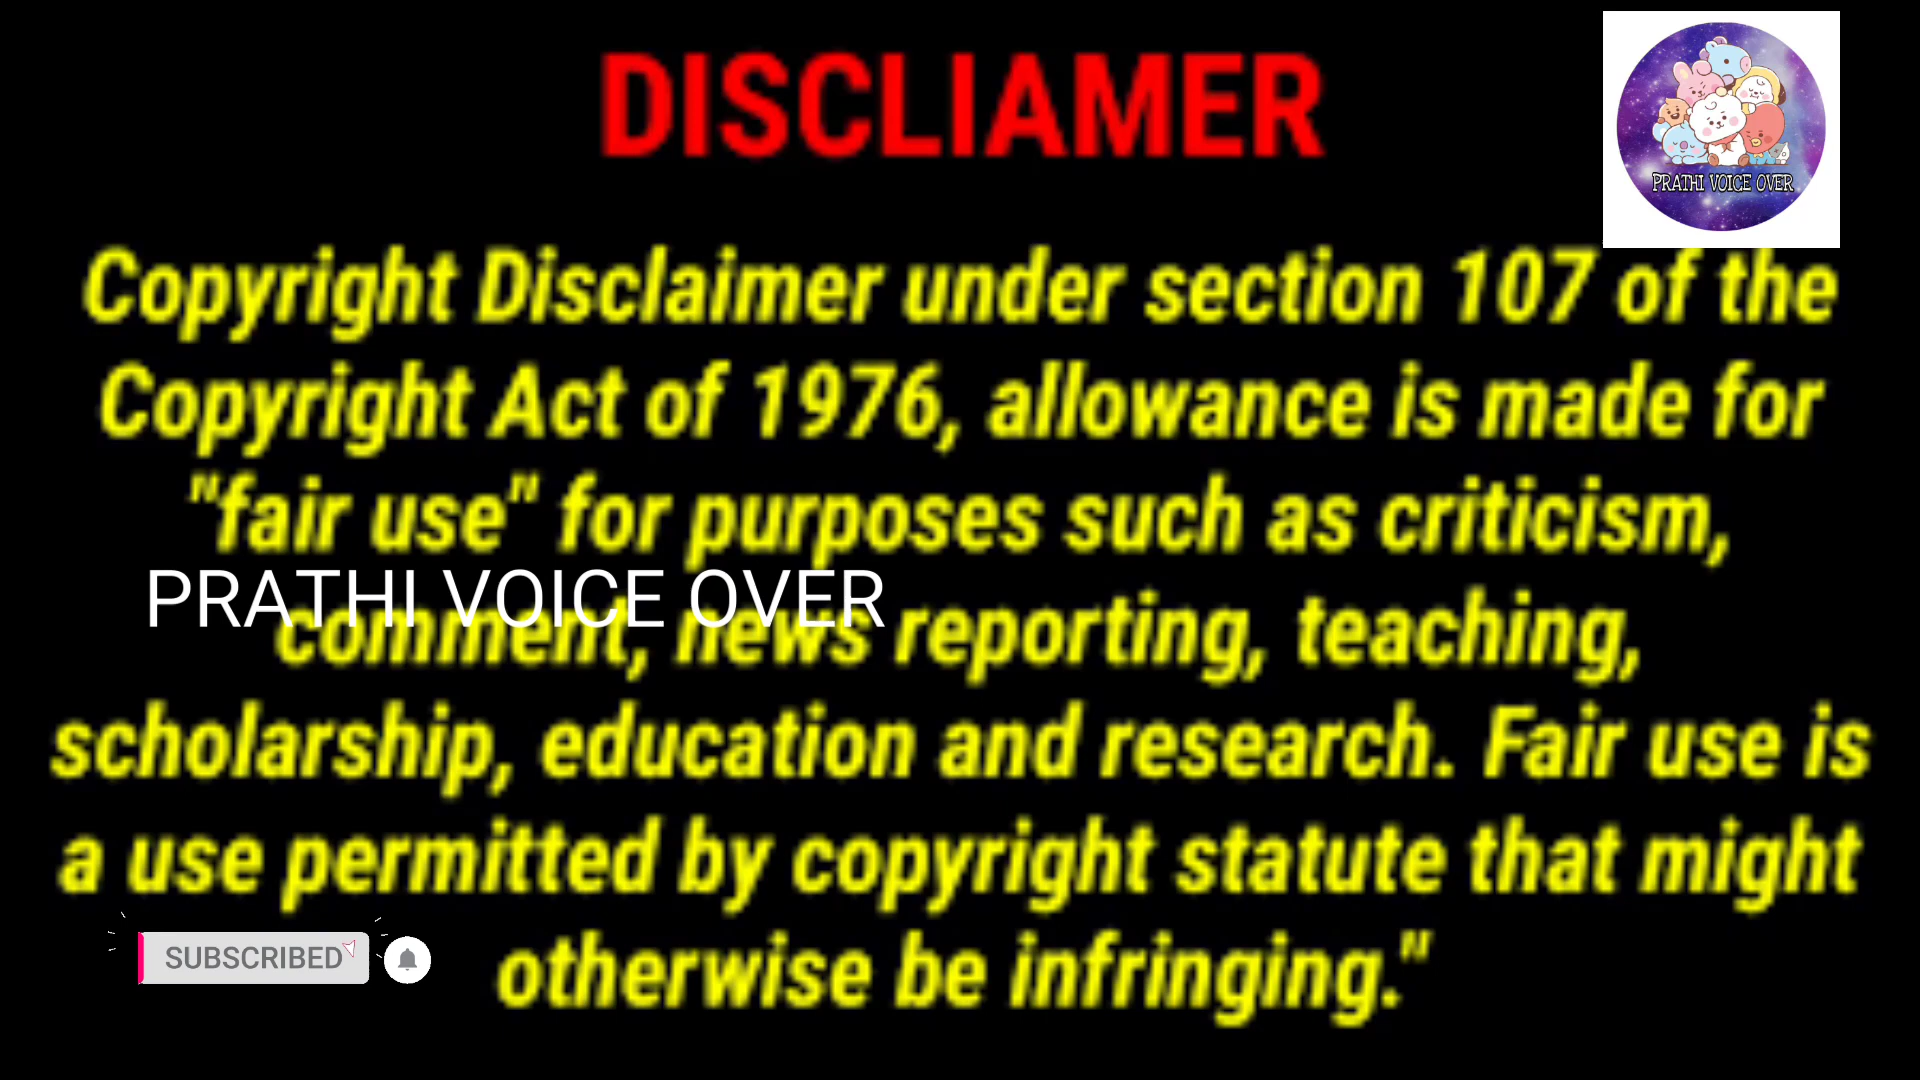 DISCLIAMER
PRATHI VOICE OVER
Copyright Disclaimer under section 107 of the
Copyright Act of 1976, allowance is made for
"fair use" for purposes such as criticism,
PRATHI VOICE OVER
comment, news reporting, teaching,
scholarship, education and research. Fair use is
a use permitted by copyright statute that might
SUBSCRIBED
otherwise be infringing."